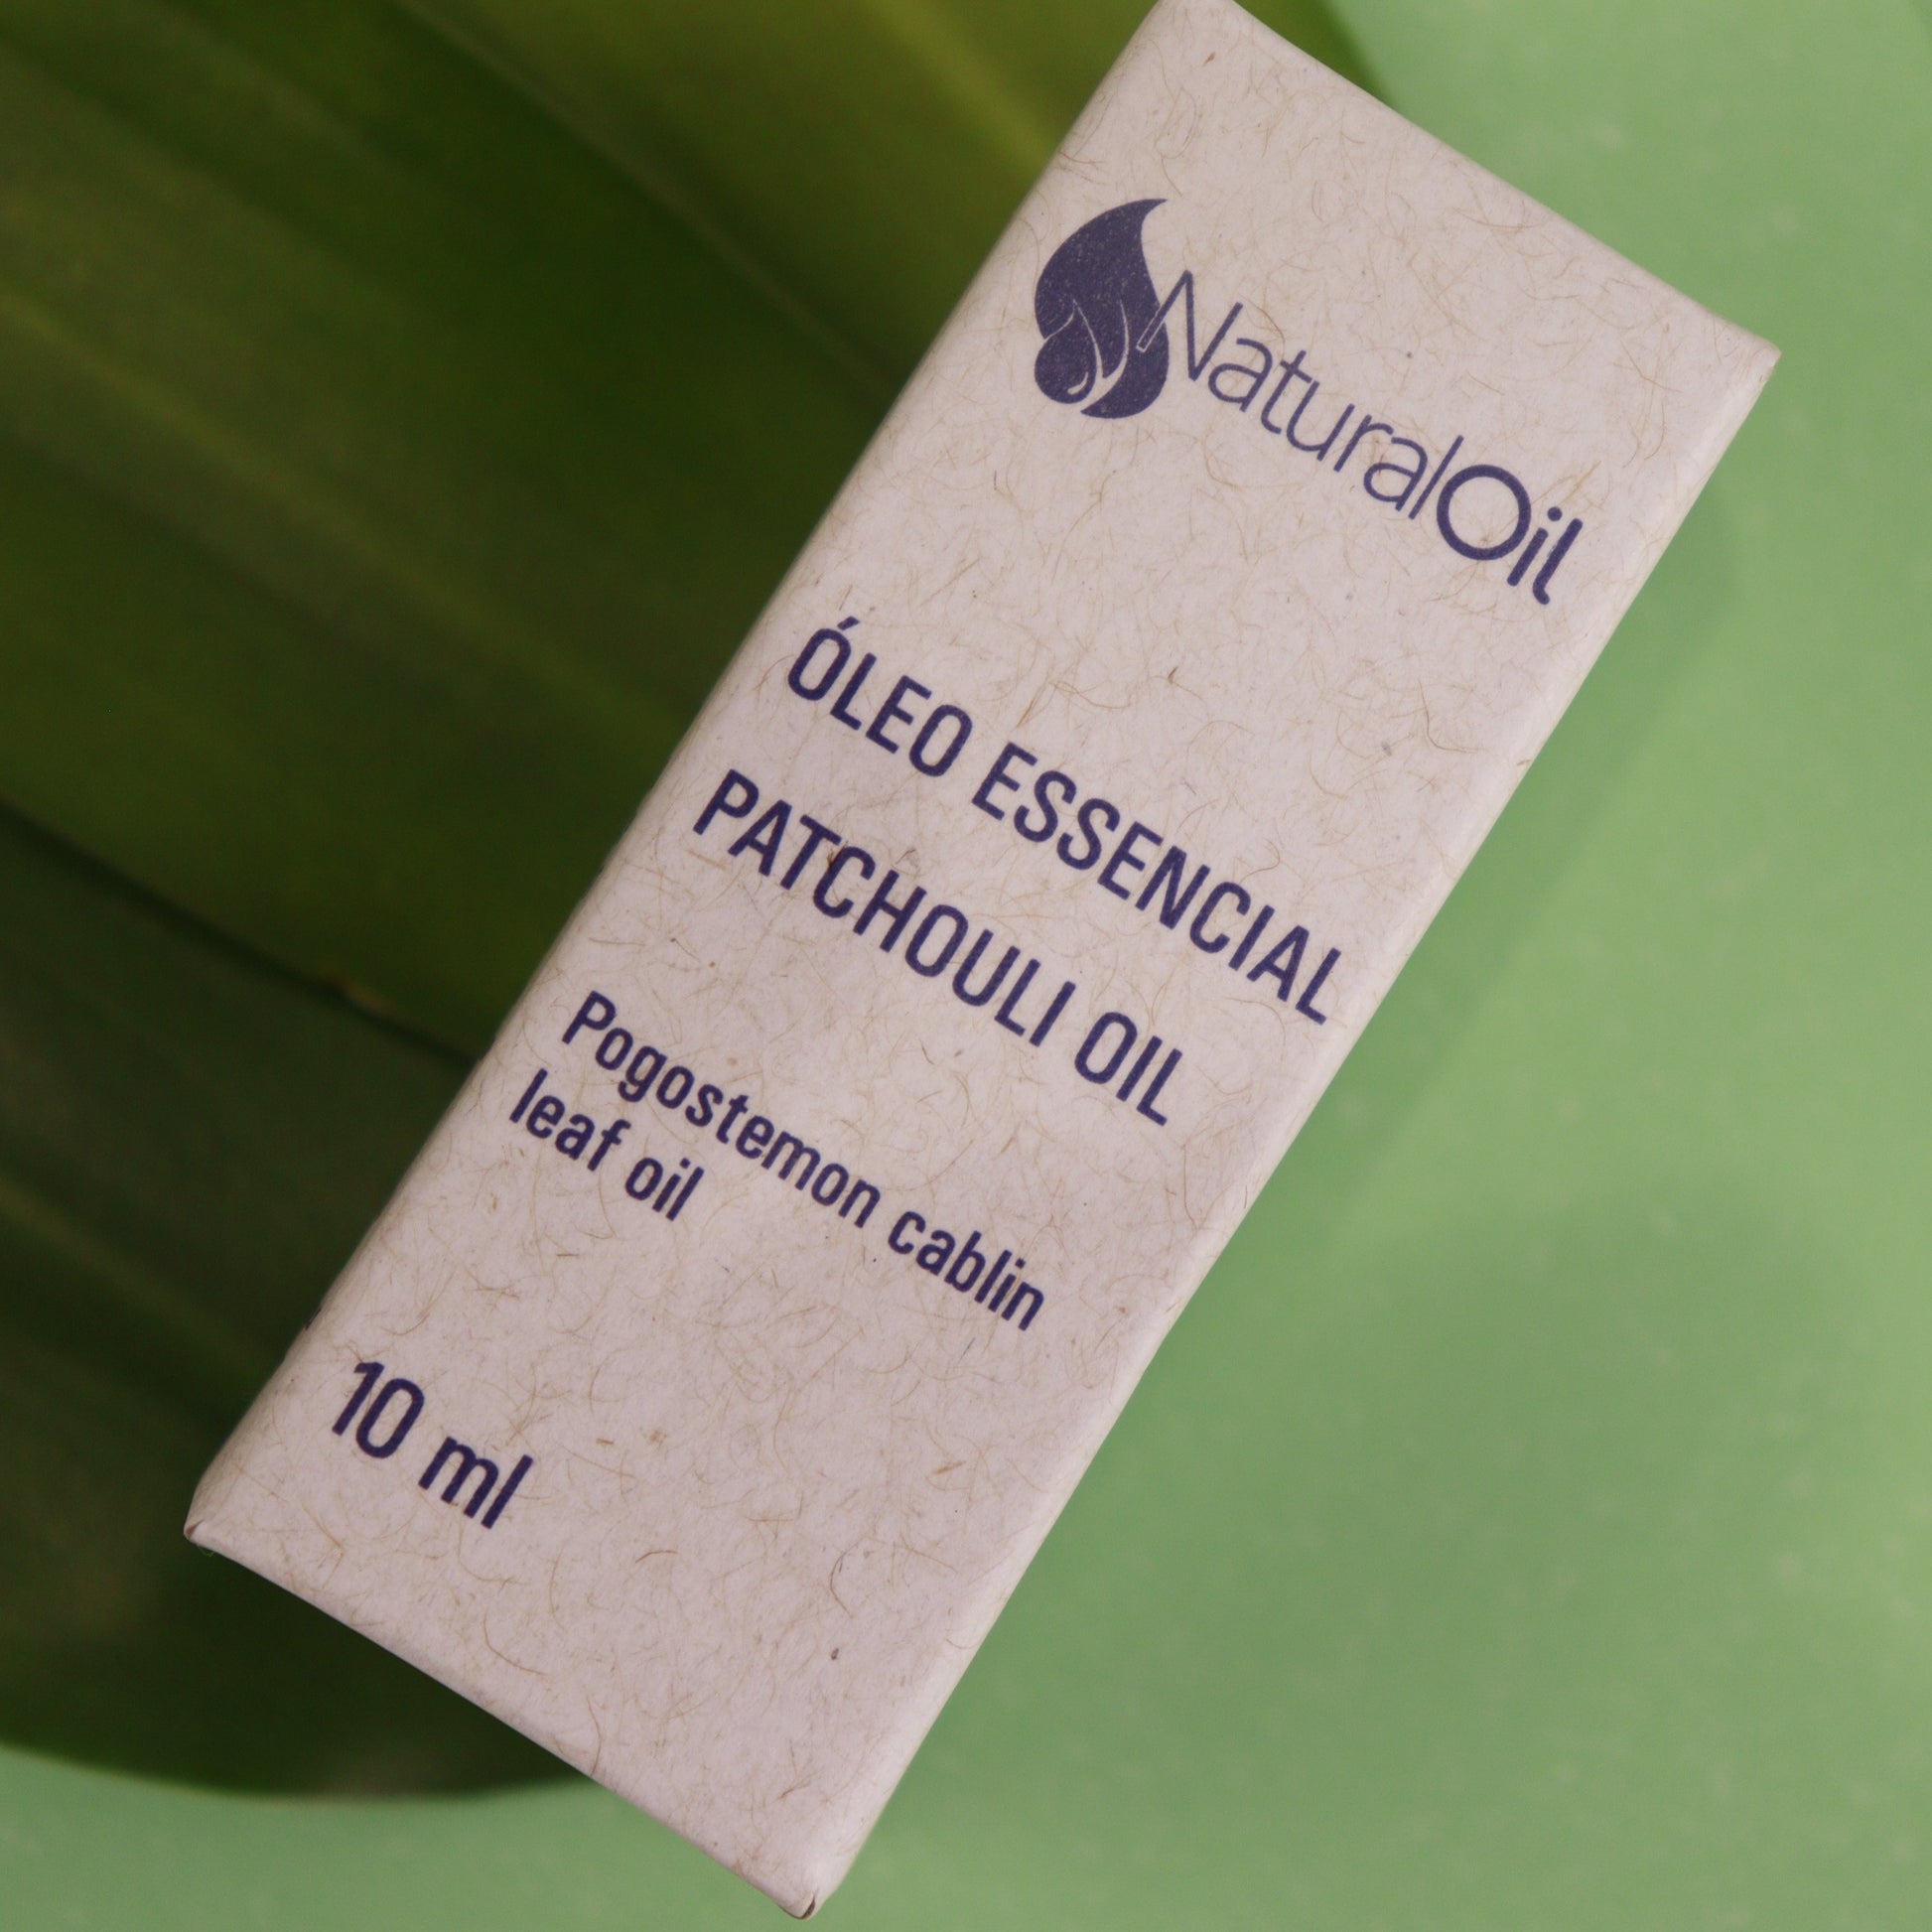 NaturalOil
ÓLEO ESSENCIAL
PATCHOULI OIL
Pogostemon cablin
leaf oil
10 ml